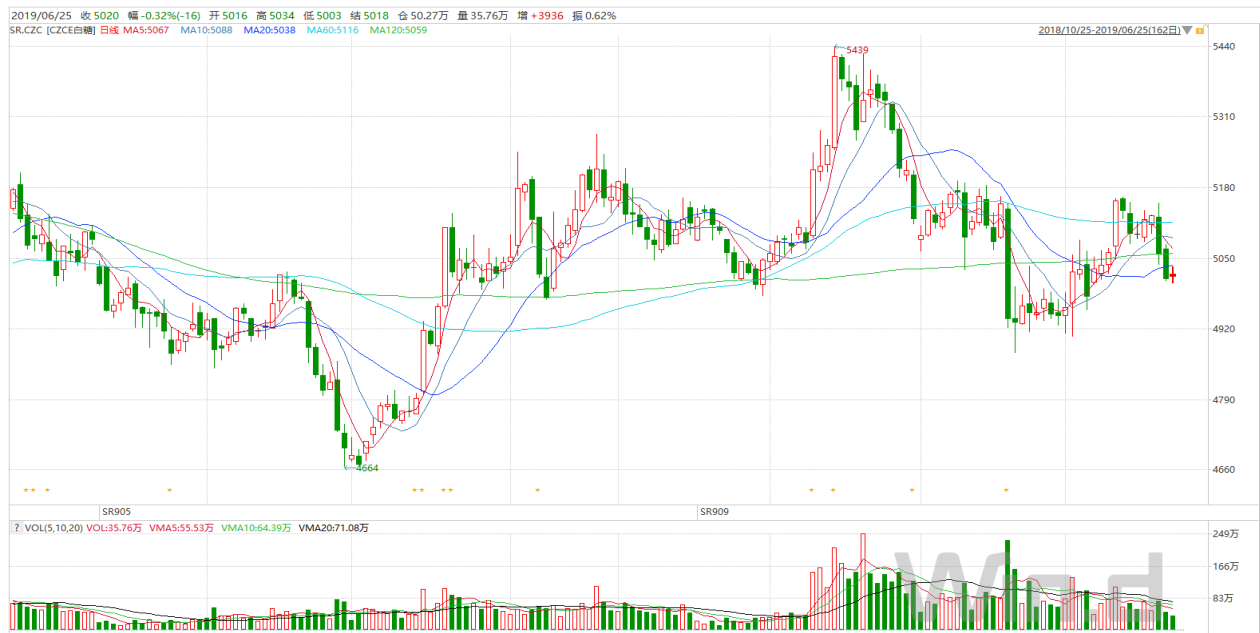 2019/06/25 收 5020 幅 -0.32%(-16) 开 5016 高 5034 低 5003 结 5018 仓 50.27万 量 35.76万 增 +3936 振 0.62%
SR.CZC [CZCE白糖] 日线 MA5:5067 MA10:5088 MA20:5038 MA60:5116 MA120:5059 2018/10/25-2019/06/25(162日)
5440
5439
5310
5180
5050
4920
4790
4664
4660
SR905 SR909
? VOL(5,10,20) VOL:35.76万 VMA5:55.53万 VMA10:64.39万 VMA20:71.08万
249万
166万
83万
Wind